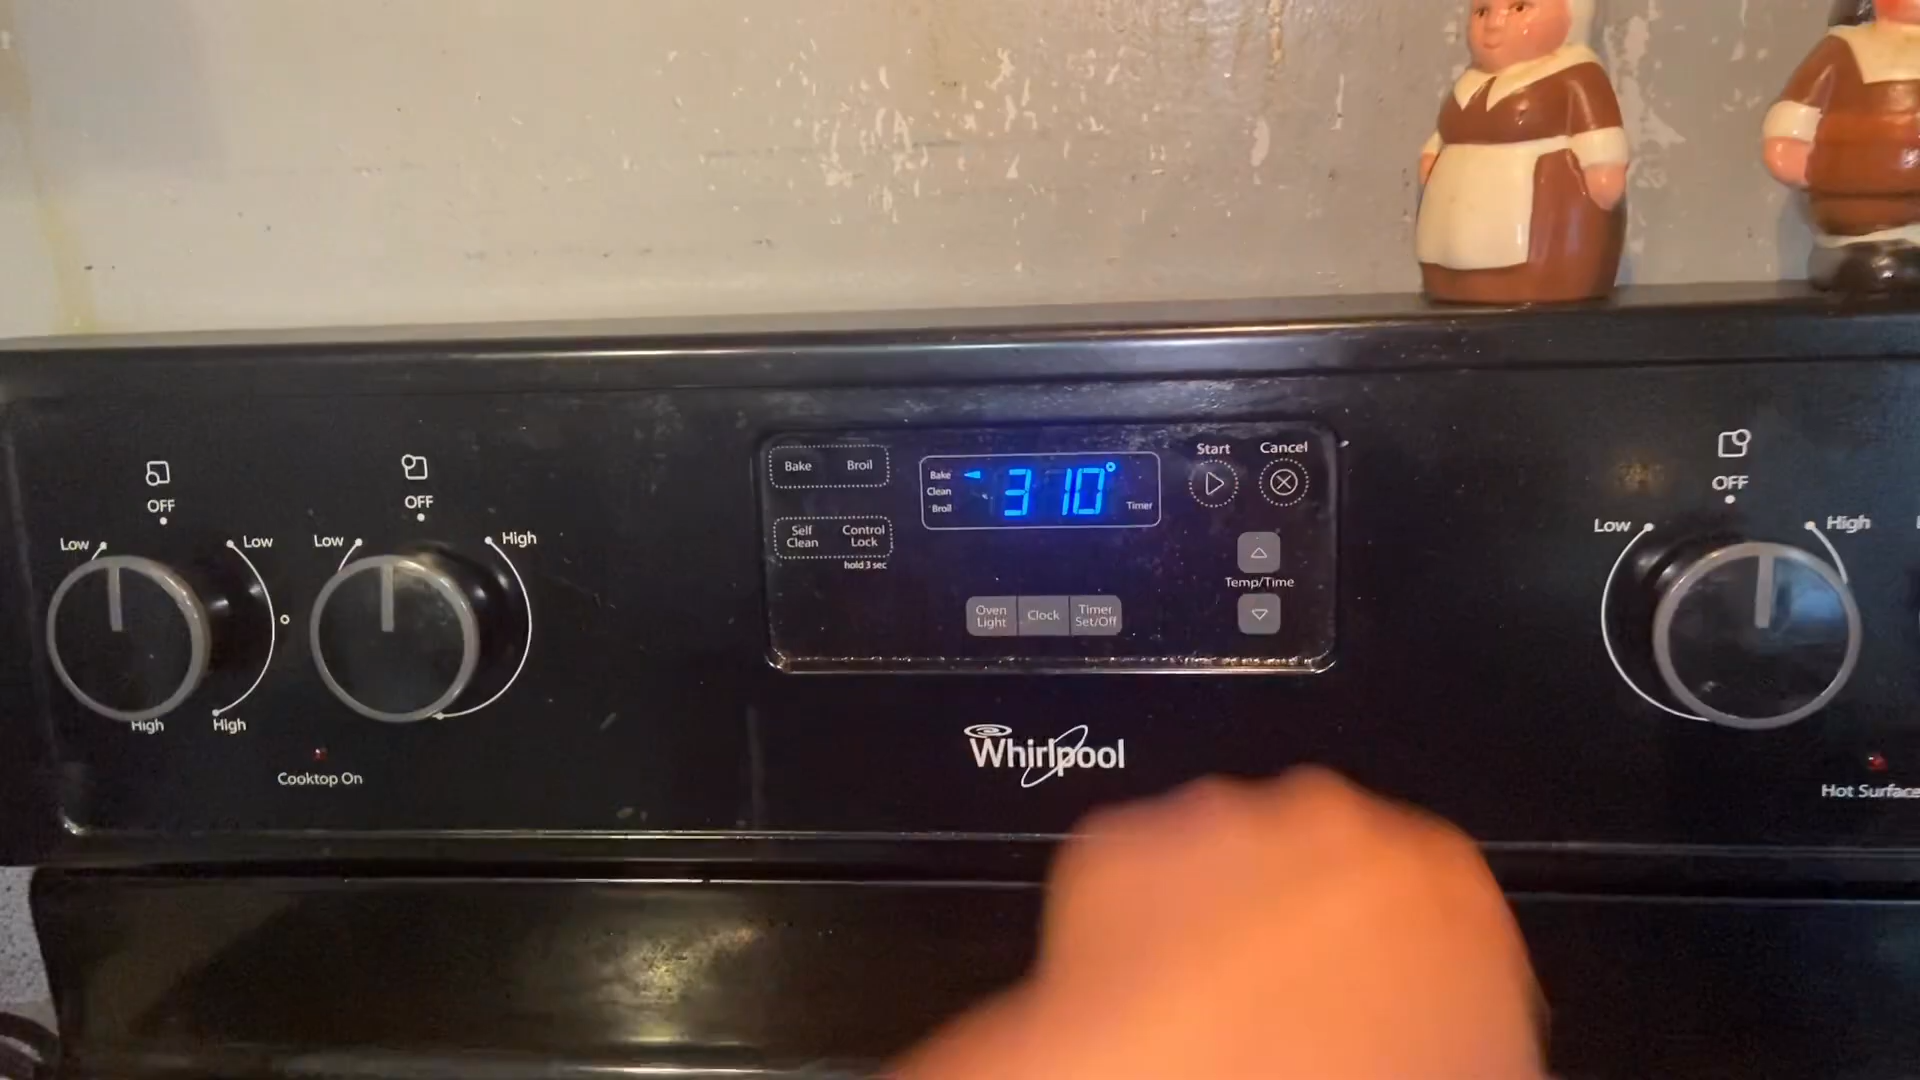 OFF
Low
Low
High
High
OFF
Low
High
Cooktop On
Bake
Broil
Self Clean
Control Lock
hold 3 sec
Bake
Clean
Broil
310°
Timer
Start
Cancel
Temp/Time
Oven Light
Clock
Timer Set/Off
Whirlpool
OFF
Low
High
Hot Surface